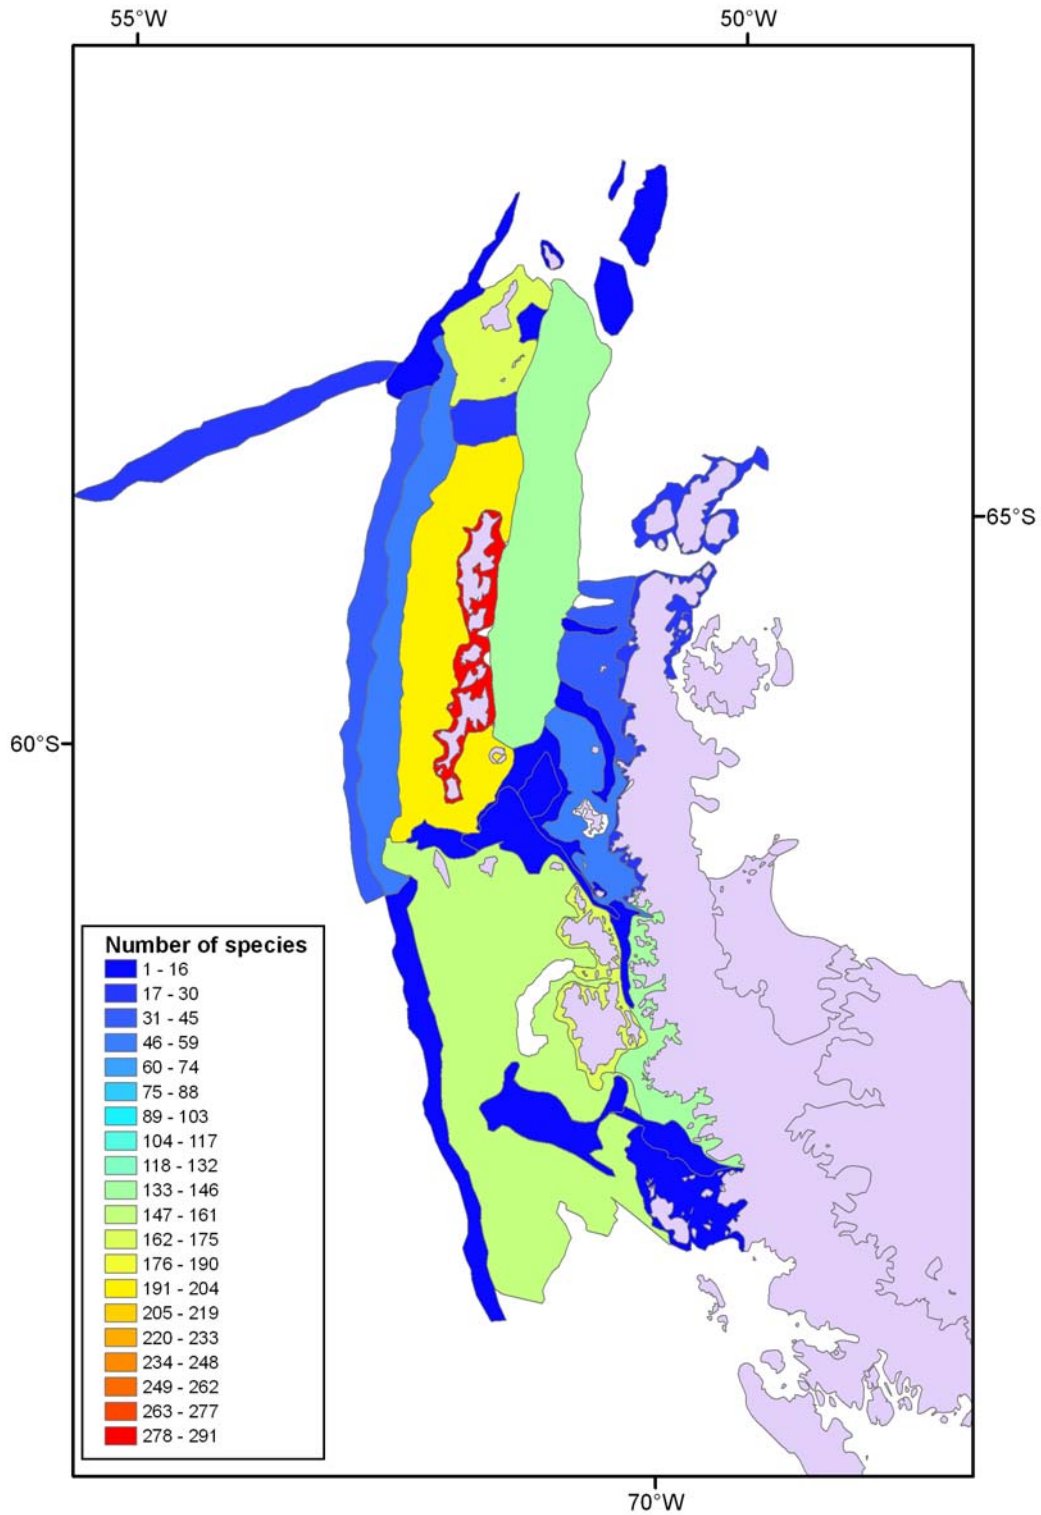 55°W
50°W
65°S
60°S
Number of species
1 - 16
17 - 30
31 - 45
46 - 59
60 - 74
75 - 88
89 - 103
104 - 117
118 - 132
133 - 146
147 - 161
162 - 175
176 - 190
191 - 204
205 - 219
220 - 233
234 - 248
249 - 262
263 - 277
278 - 291
70°W